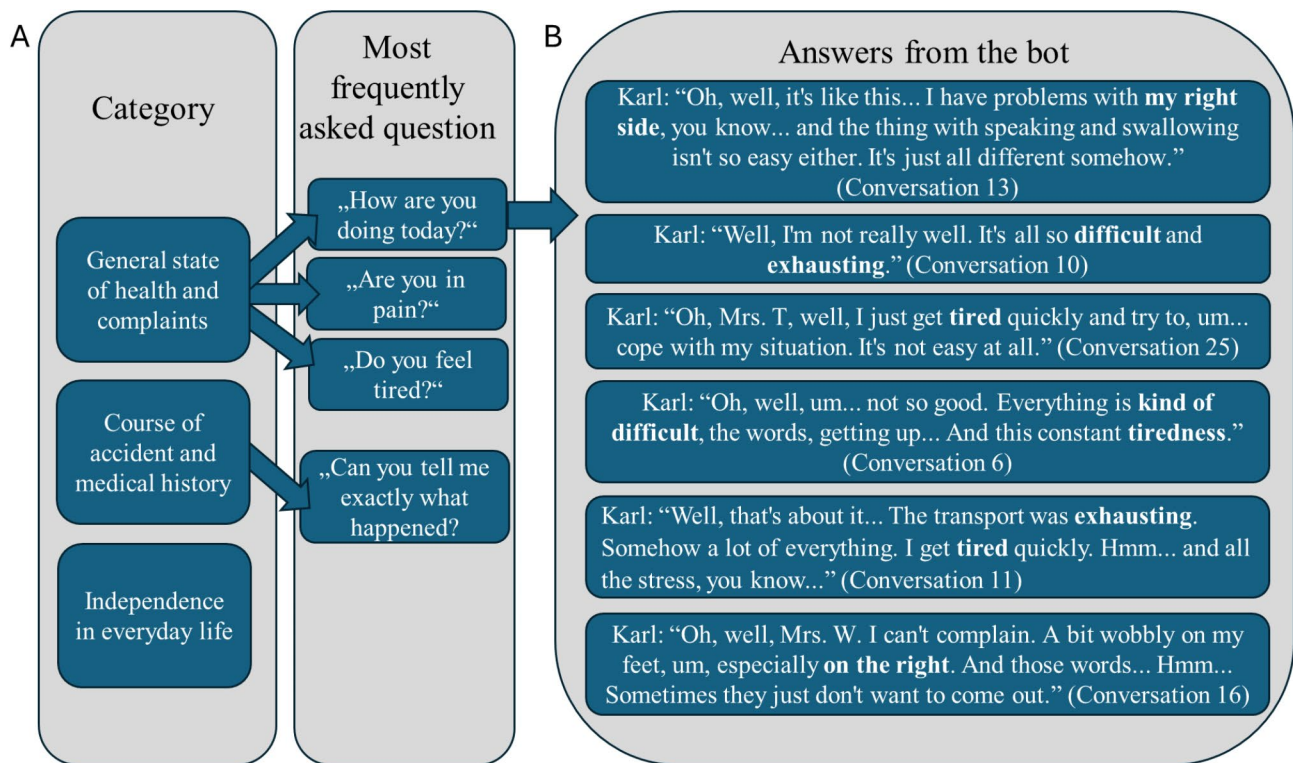 A
Category
General state
of health and
complaints
Course of
accident and
medical history
Independence
in everyday life
Most
frequently
asked question
„How are you
doing today?“
„Are you in
pain?“
„Do you feel
tired?“
„Can you tell me
exactly what
happened?
B
Answers from the bot
Karl: “Oh, well, it's like this... I have problems with my right
side, you know... and the thing with speaking and swallowing
isn't so easy either. It's just all different somehow.”
(Conversation 13)
Karl: “Well, I'm not really well. It's all so difficult and
exhausting.” (Conversation 10)
Karl: “Oh, Mrs. T, well, I just get tired quickly and try to, um...
cope with my situation. It's not easy at all.” (Conversation 25)
Karl: “Oh, well, um... not so good. Everything is kind of
difficult, the words, getting up... And this constant tiredness.”
(Conversation 6)
Karl: “Well, that's about it... The transport was exhausting.
Somehow a lot of everything. I get tired quickly. Hmm... and all
the stress, you know...” (Conversation 11)
Karl: “Oh, well, Mrs. W. I can't complain. A bit wobbly on my
feet, um, especially on the right. And those words... Hmm...
Sometimes they just don't want to come out.” (Conversation 16)